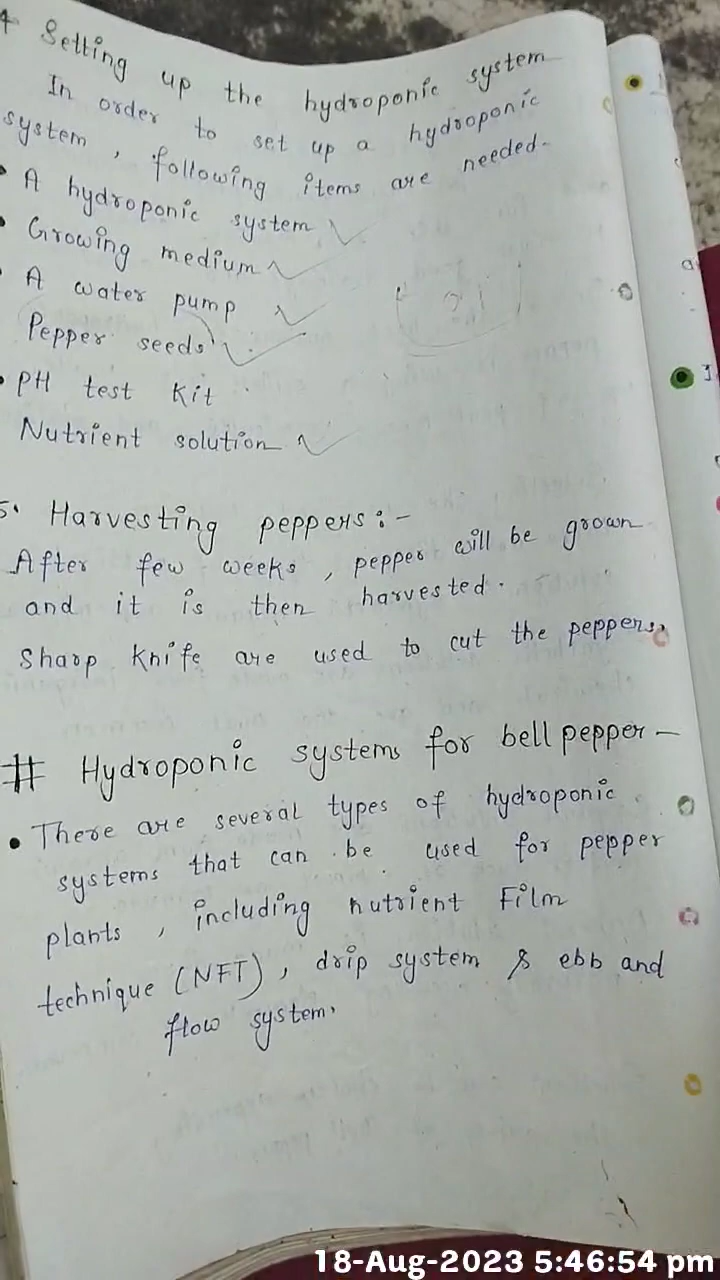 4 Setting up the hydroponic system
In order to set up a hydroponic
system, following items are needed.
• A hydroponic system
• Growing medium
• A water pump
Pepper seeds
• PH test kit
Nutrient solution
5. Harvesting peppers:-
After few weeks, pepper will be grown
and it is then harvested.
Sharp knife are used to cut the peppers.
# Hydroponic systems for bell pepper -
• There are several types of hydroponic
systems that can be used for pepper
plants, including nutrient Film
technique (NFT), drip system & ebb and
flow system.
18-Aug-2023 5:46:54 pm